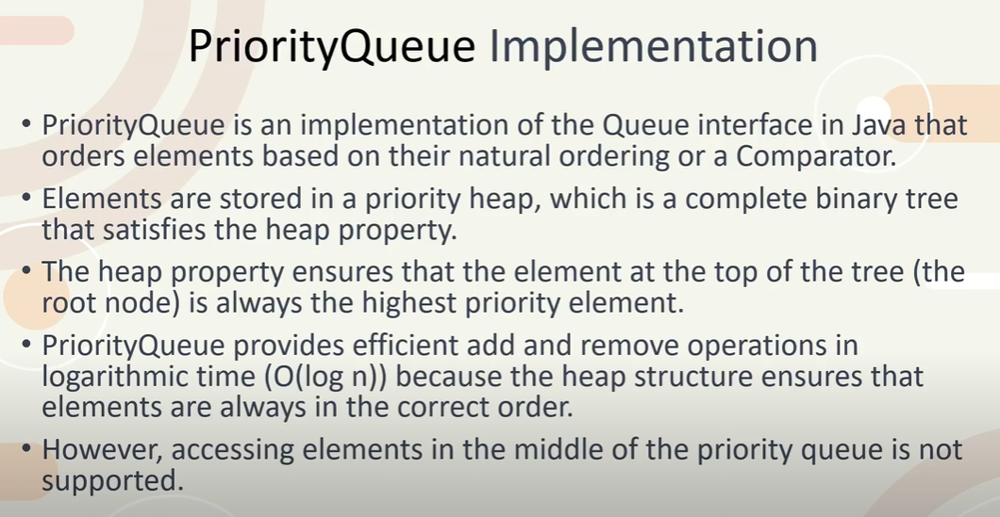 PriorityQueue Implementation
• PriorityQueue is an implementation of the Queue interface in Java that
orders elements based on their natural ordering or a Comparator.
• Elements are stored in a priority heap, which is a complete binary tree
that satisfies the heap property.
• The heap property ensures that the element at the top of the tree (the
root node) is always the highest priority element.
• PriorityQueue provides efficient add and remove operations in
logarithmic time (O(log n)) because the heap structure ensures that
elements are always in the correct order.
• However, accessing elements in the middle of the priority queue is not
supported.